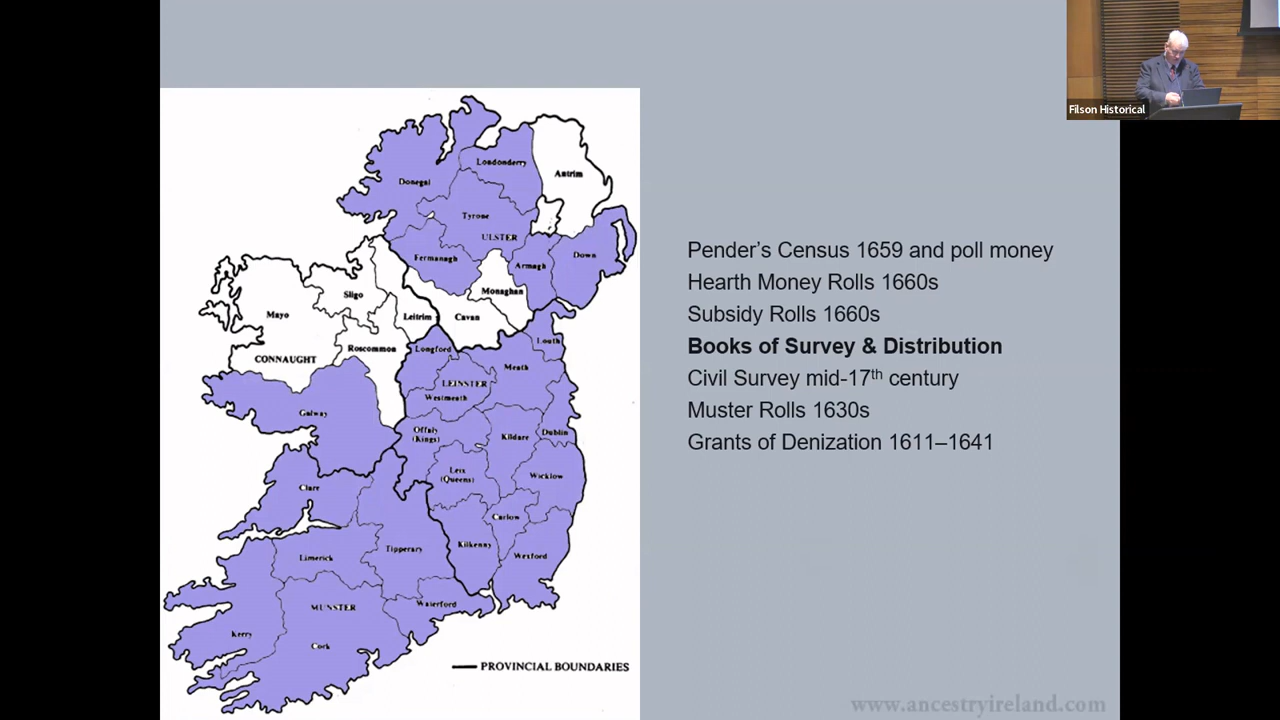 Filson Historical
Londonderry
Antrim
Donegal
Tyrone
ULSTER
Down
Fermanagh
Armagh
Monaghan
Sligo
Mayo
Leitrim
Cavan
Louth
Roscommon
Longford
CONNAUGHT
Meath
LEINSTER
Westmeath
Galway
Offaly
(Kings)
Kildare
Dublin
Leix
(Queens)
Wicklow
Clare
Carlow
Tipperary
Kilkenny
Limerick
Wexford
Waterford
MUNSTER
Kerry
Cork
PROVINCIAL BOUNDARIES
Pender’s Census 1659 and poll money
Hearth Money Rolls 1660s
Subsidy Rolls 1660s
Books of Survey & Distribution
Civil Survey mid-17th century
Muster Rolls 1630s
Grants of Denization 1611–1641
www.ancestryireland.com